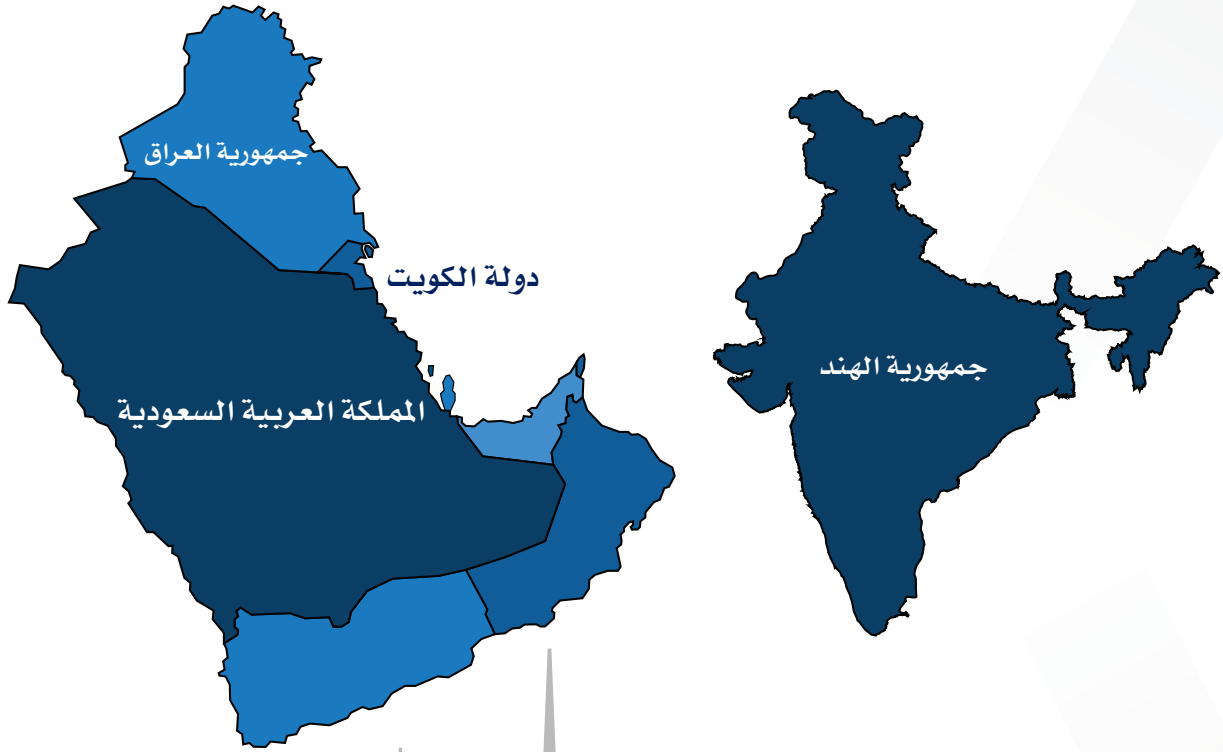 جمهورية العراق
دولة الكويت
جمهورية الهند
المملكة العربية السعودية